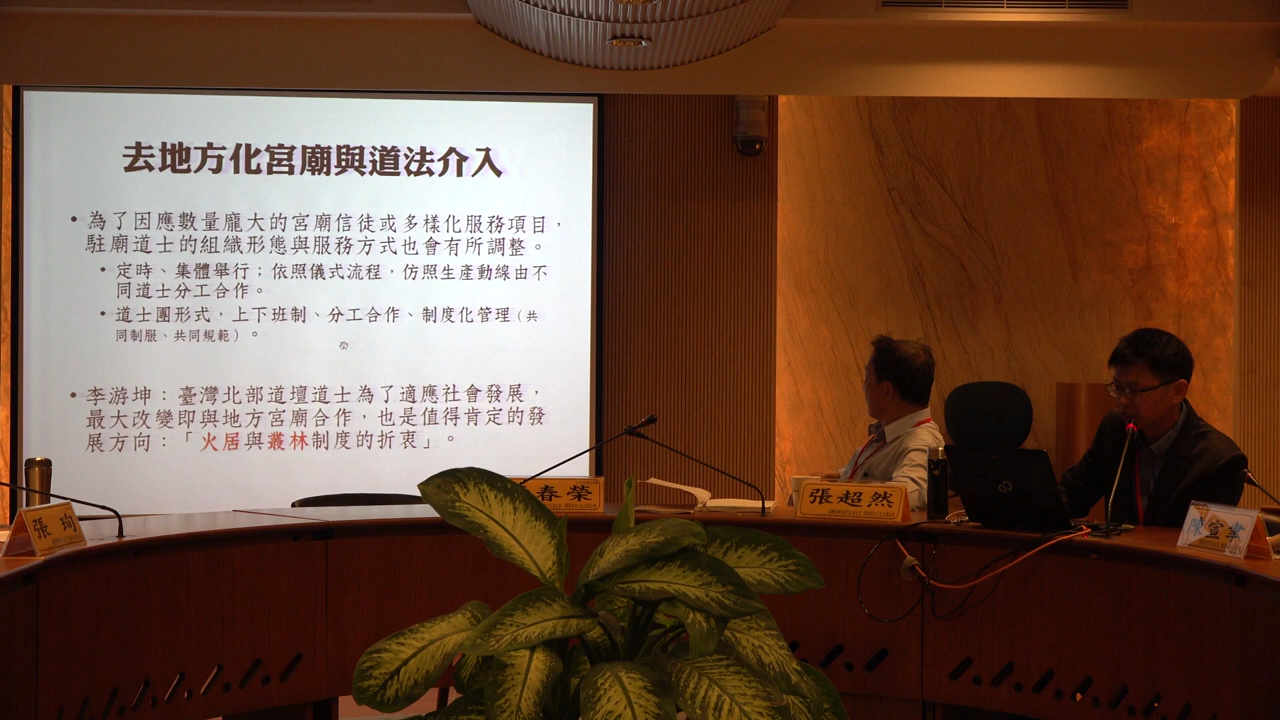 去地方化宮廟與道法介入
• 為了因應數量龐大的宮廟信徒或多樣化服務項目，
駐廟道士的組織形態與服務方式也會有所調整。
• 定時、集體舉行；依照儀式流程，仿照生產動線由不
同道士分工合作。
• 道士團形式，上下班制、分工合作、制度化管理（共
同制服、共同規範）。
• 李游坤：臺灣北部道壇道士為了適應社會發展，
最大改變即與地方宮廟合作，也是值得肯定的發
展方向：「火居與叢林制度的折衷」。
張珣
春榮
張超然
宣聿